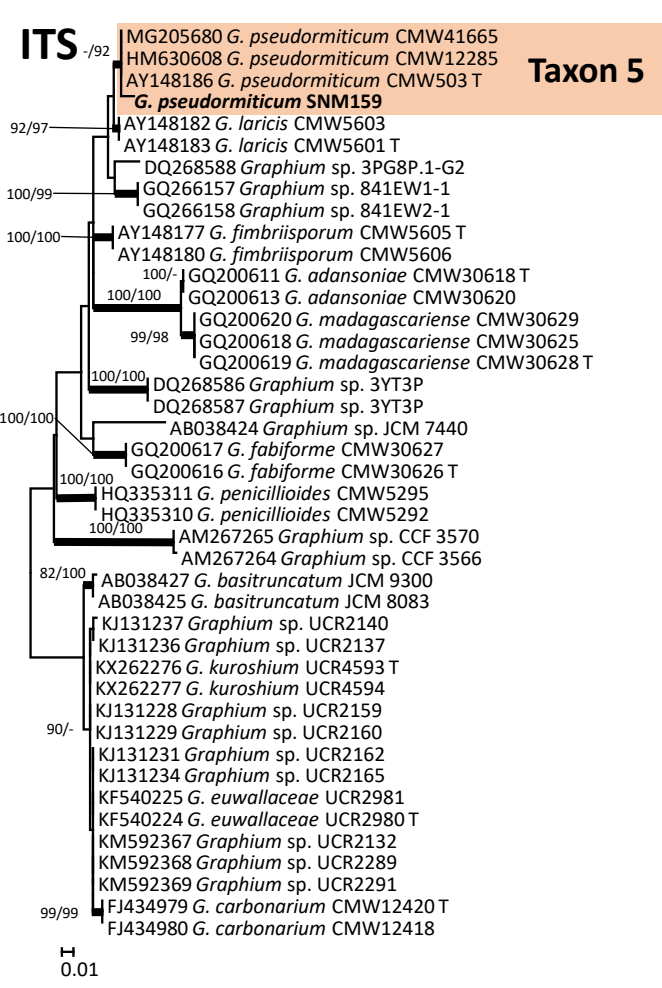 ITS
-/92
MG205680 G. pseudormiticum CMW41665
HM630608 G. pseudormiticum CMW12285
AY148186 G. pseudormiticum CMW503 T
G. pseudormiticum SNM159
Taxon 5
92/97
AY148182 G. laricis CMW5603
AY148183 G. laricis CMW5601 T
DQ268588 Graphium sp. 3PG8P.1-G2
100/99
GQ266157 Graphium sp. 841EW1-1
GQ266158 Graphium sp. 841EW2-1
100/100
AY148177 G. fimbriisporum CMW5605 T
AY148180 G. fimbriisporum CMW5606
100/-
GQ200611 G. adansoniae CMW30618 T
100/100
GQ200613 G. adansoniae CMW30620
GQ200620 G. madagascariense CMW30629
99/98
GQ200618 G. madagascariense CMW30625
GQ200619 G. madagascariense CMW30628 T
100/100
DQ268586 Graphium sp. 3YT3P
DQ268587 Graphium sp. 3YT3P
100/100
AB038424 Graphium sp. JCM 7440
GQ200617 G. fabiforme CMW30627
GQ200616 G. fabiforme CMW30626 T
100/100
HQ335311 G. penicillioides CMW5295
HQ335310 G. penicillioides CMW5292
100/100
AM267265 Graphium sp. CCF 3570
AM267264 Graphium sp. CCF 3566
82/100
AB038427 G. basitruncatum JCM 9300
AB038425 G. basitruncatum JCM 8083
KJ131237 Graphium sp. UCR2140
KJ131236 Graphium sp. UCR2137
KX262276 G. kuroshium UCR4593 T
KX262277 G. kuroshium UCR4594
KJ131228 Graphium sp. UCR2159
90/-
KJ131229 Graphium sp. UCR2160
KJ131231 Graphium sp. UCR2162
KJ131234 Graphium sp. UCR2165
KF540225 G. euwallaceae UCR2981
KF540224 G. euwallaceae UCR2980 T
KM592367 Graphium sp. UCR2132
KM592368 Graphium sp. UCR2289
KM592369 Graphium sp. UCR2291
99/99
FJ434979 G. carbonarium CMW12420 T
FJ434980 G. carbonarium CMW12418
0.01